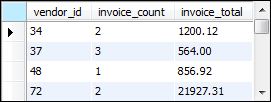 vendor_id invoice_count invoice_total
34 2 1200.12
37 3 564.00
48 1 856.92
72 2 21927.31